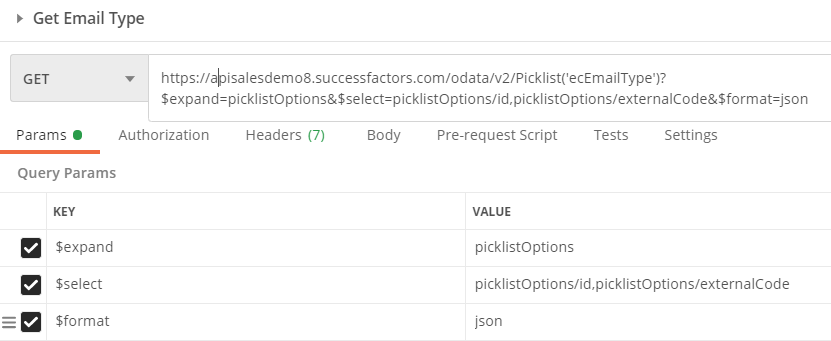 Get Email Type
GET
https://apisalesdemo8.successfactors.com/odata/v2/Picklist('ecEmailType')?
$expand=picklistOptions&$select=picklistOptions/id,picklistOptions/externalCode&$format=json
Params Authorization Headers (7) Body Pre-request Script Tests Settings
Query Params
KEY VALUE
$expand picklistOptions
$select picklistOptions/id,picklistOptions/externalCode
$format json